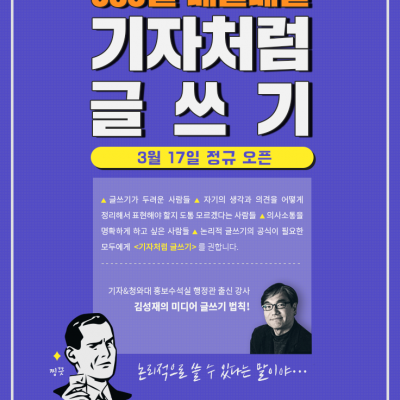 기자처럼
글쓰기
3월 17일 정규 오픈
▲글쓰기가 두려운 사람들 ▲ 자기의 생각과 의견을 어떻게
정리해서 표현해야 할지 도통 모르겠다는 사람들 ▲의사소통을
명확하게 하고 싶은 사람들 ▲논리적 글쓰기의 공식이 필요한
모두에게 <기자처럼 글쓰기>를 권합니다.
기자&청와대 홍보수석실 행정관 출신 강사
김성재의 미디어 글쓰기 법칙!
찡끗
논리적으로 쓸 수 있다는 말이야...